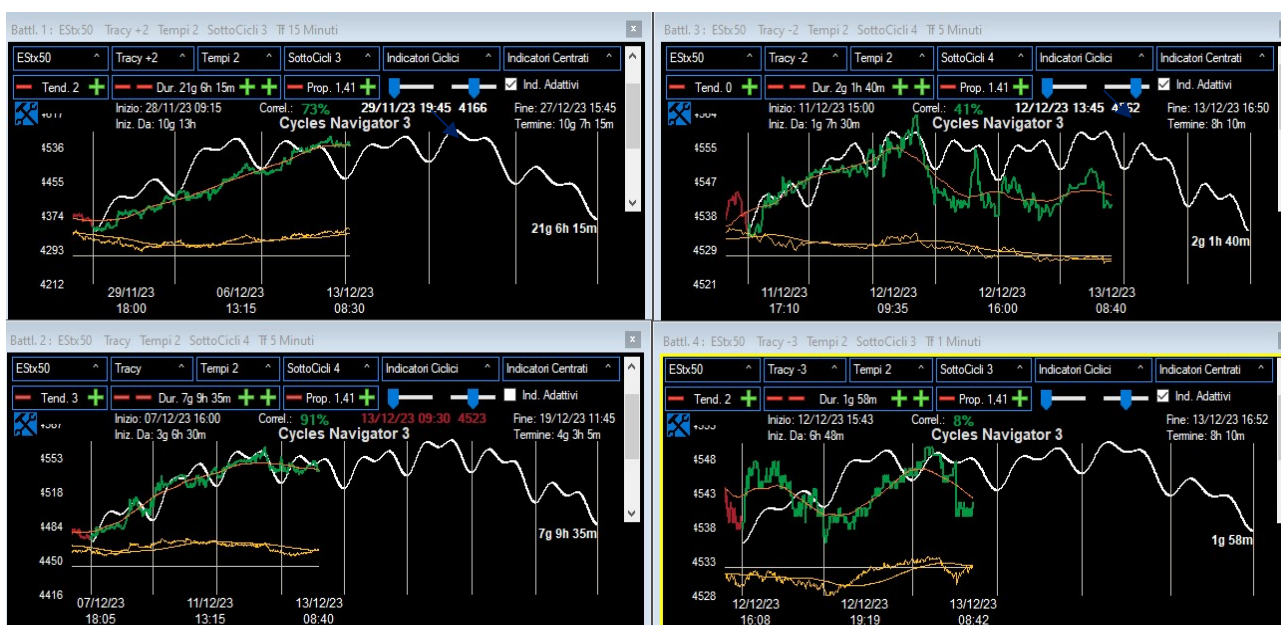 Battl. 1 : EStx50 Tracy +2 Tempi 2 SottoCicli 3 Tf 15 Minuti
EStx50 ^ Tracy +2 ^ Tempi 2 ^ SottoCicli 3 ^ Indicatori Ciclici ^ Indicatori Centrati ^
Tend. 2 Dur. 21g 6h 15m Prop. 1,41 Ind. Adattivi
Inizio: 28/11/23 09:15 Correl.: 73% 29/11/23 19:45 4166 Fine: 27/12/23 15:45
Iniz. Da: 10g 13h Cycles Navigator 3 Termine: 10g 7h 15m
4536
4455
4374
21g 6h 15m
4293
4212
29/11/23 06/12/23 13/12/23
18:00 13:15 08:30
Battl. 3 : EStx50 Tracy -2 Tempi 2 SottoCicli 4 Tf 5 Minuti
EStx50 ^ Tracy -2 ^ Tempi 2 ^ SottoCicli 4 ^ Indicatori Ciclici ^ Indicatori Centrati ^
Tend. 0 Dur. 2g 1h 40m Prop. 1,41 Ind. Adattivi
Inizio: 11/12/23 15:00 Correl.: 41% 12/12/23 13:45 Fine: 13/12/23 16:50
Iniz. Da: 1g 7h 30m Cycles Navigator 3 Termine: 8h 10m
4555
4547
4538
2g 1h 40m
4529
4521
11/12/23 12/12/23 12/12/23 13/12/23
17:10 09:35 16:00 08:40
Battl. 2 : EStx50 Tracy Tempi 2 SottoCicli 4 Tf 5 Minuti
EStx50 ^ Tracy ^ Tempi 2 ^ SottoCicli 4 ^ Indicatori Ciclici ^ Indicatori Centrati ^
Tend. 3 Dur. 7g 9h 35m Prop. 1,41 Ind. Adattivi
Inizio: 07/12/23 16:00 Correl.: 91% 13/12/23 09:30 4523 Fine: 19/12/23 11:45
Iniz. Da: 3g 6h 30m Cycles Navigator 3 Termine: 4g 3h 5m
4553
4518
4484
7g 9h 35m
4450
4416
07/12/23 11/12/23 13/12/23
18:05 13:15 08:40
Battl. 4 : EStx50 Tracy -3 Tempi 2 SottoCicli 3 Tf 1 Minuti
EStx50 ^ Tracy -3 ^ Tempi 2 ^ SottoCicli 3 ^ Indicatori Ciclici ^ Indicatori Centrati ^
Tend. 2 Dur. 1g 58m Prop. 1,41 Ind. Adattivi
Inizio: 12/12/23 15:43 Correl.: 8% Fine: 13/12/23 16:52
Iniz. Da: 6h 48m Cycles Navigator 3 Termine: 8h 10m
4548
4543
4538
1g 58m
4533
4528
12/12/23 12/12/23 13/12/23
16:08 19:19 08:42